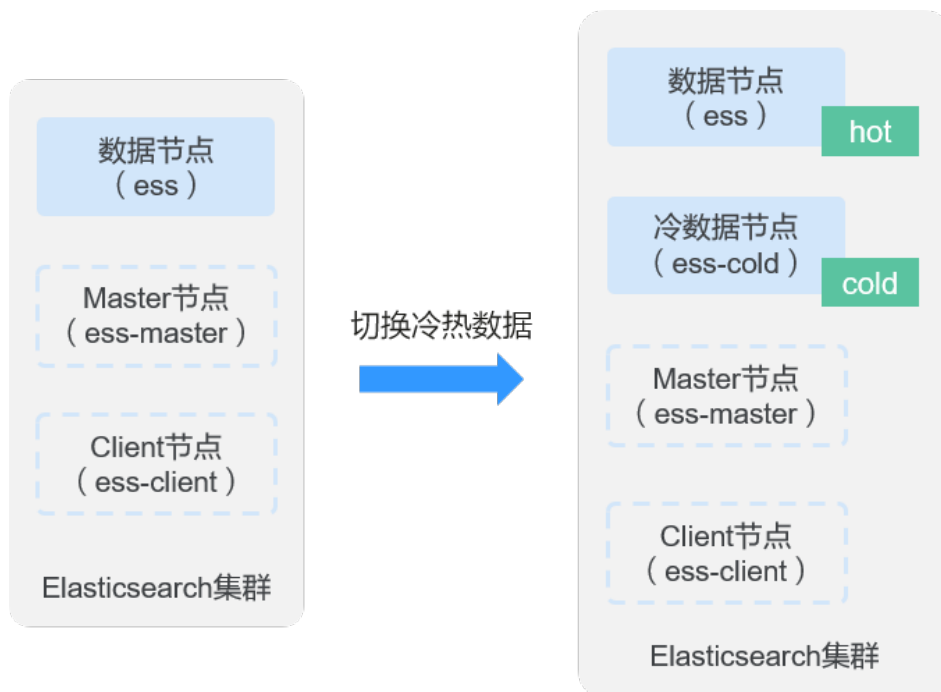 数据节点
（ess）
Master节点
（ess-master）
Client节点
（ess-client）
Elasticsearch集群
切换冷热数据
数据节点
（ess）
hot
冷数据节点
（ess-cold）
cold
Master节点
（ess-master）
Client节点
（ess-client）
Elasticsearch集群